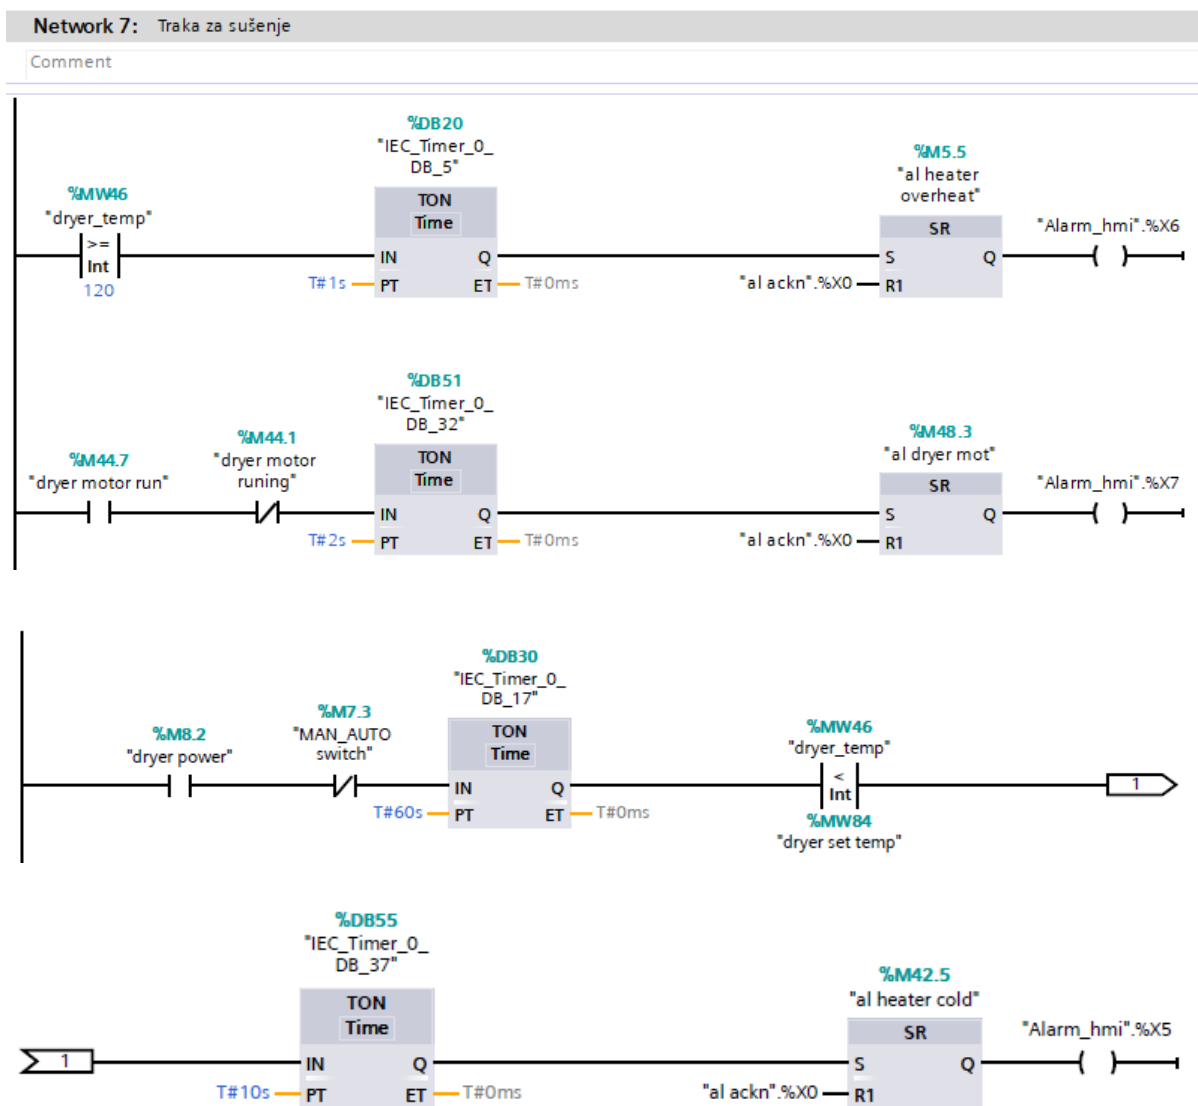 Network 7: Traka za sušenje
Comment
%DB20
"IEC_Timer_0_
DB_5"
%M5.5
"al heater
overheat"
%MW46
"dryer_temp"
TON
Time
SR
"Alarm_hmi".%X6
>=
Int
IN Q
S Q
120
T#1s PT ET T#0ms
"al ackn".%X0 R1
%DB51
"IEC_Timer_0_
DB_32"
%M44.1
"dryer motor
runing"
%M44.7
"dryer motor run"
TON
Time
%M48.3
"al dryer mot"
SR
"Alarm_hmi".%X7
IN Q
S Q
T#2s PT ET T#0ms
"al ackn".%X0 R1
%DB30
"IEC_Timer_0_
DB_17"
%M8.2
"dryer power"
%M7.3
"MAN_AUTO
switch"
TON
Time
%MW46
"dryer_temp"
<
Int
IN Q
1
T#60s PT ET T#0ms
%MW84
"dryer set temp"
%DB55
"IEC_Timer_0_
DB_37"
%M42.5
"al heater cold"
TON
Time
SR
"Alarm_hmi".%X5
1
IN Q
S Q
T#10s PT ET T#0ms
"al ackn".%X0 R1